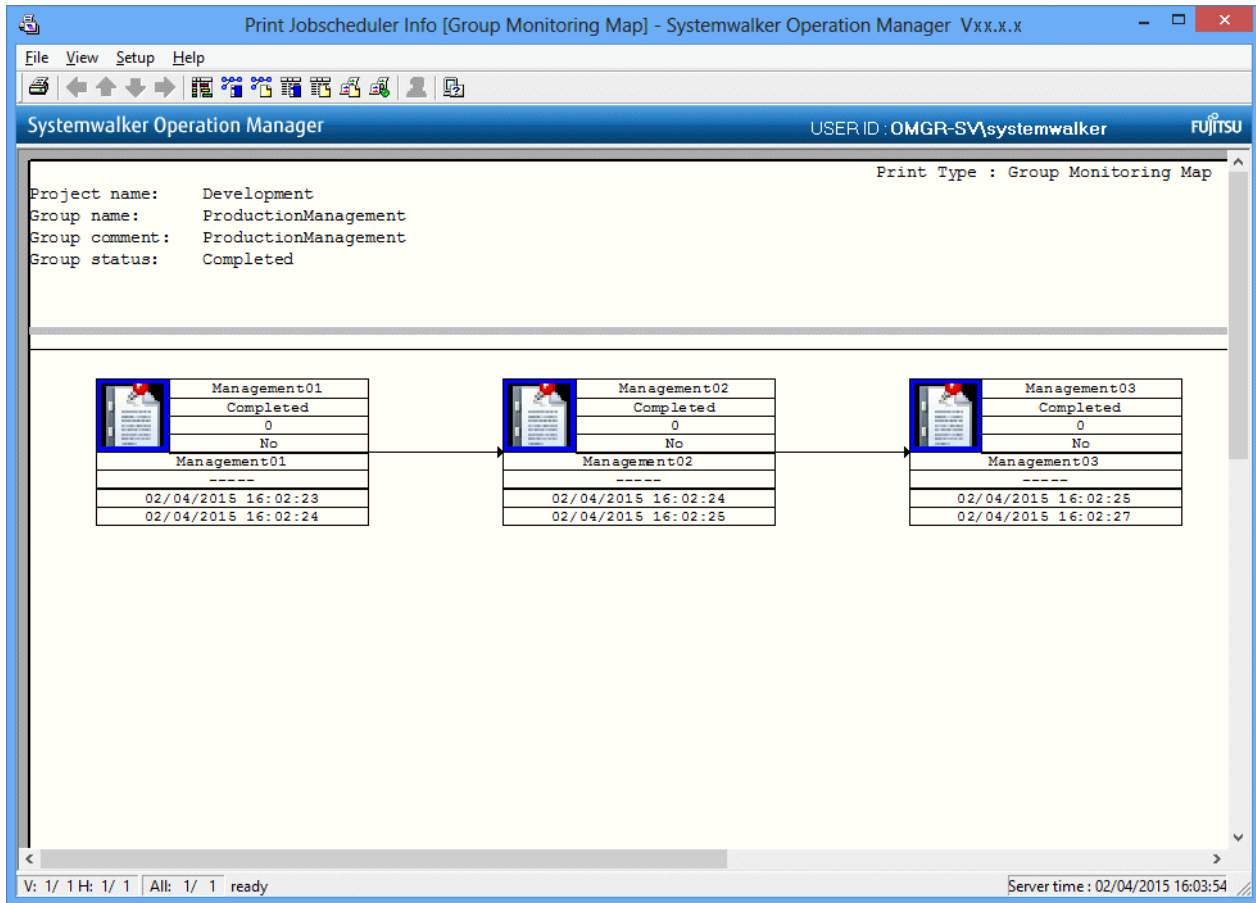 Print Jobscheduler Info [Group Monitoring Map] - Systemwalker Operation Manager Vxx.x.x
File View Setup Help
Systemwalker Operation Manager
USER ID : OMGR-SV\systemwalker
FUJITSU
Print Type : Group Monitoring Map
Project name: Development
Group name: ProductionManagement
Group comment: ProductionManagement
Group status: Completed
Management01
Completed
0
No
Management01
-----
02/04/2015 16:02:23
02/04/2015 16:02:24
Management02
Completed
0
No
Management02
-----
02/04/2015 16:02:24
02/04/2015 16:02:25
Management03
Completed
0
No
Management03
-----
02/04/2015 16:02:25
02/04/2015 16:02:27
V: 1/ 1 H: 1/ 1 All: 1/ 1 ready
Server time : 02/04/2015 16:03:54